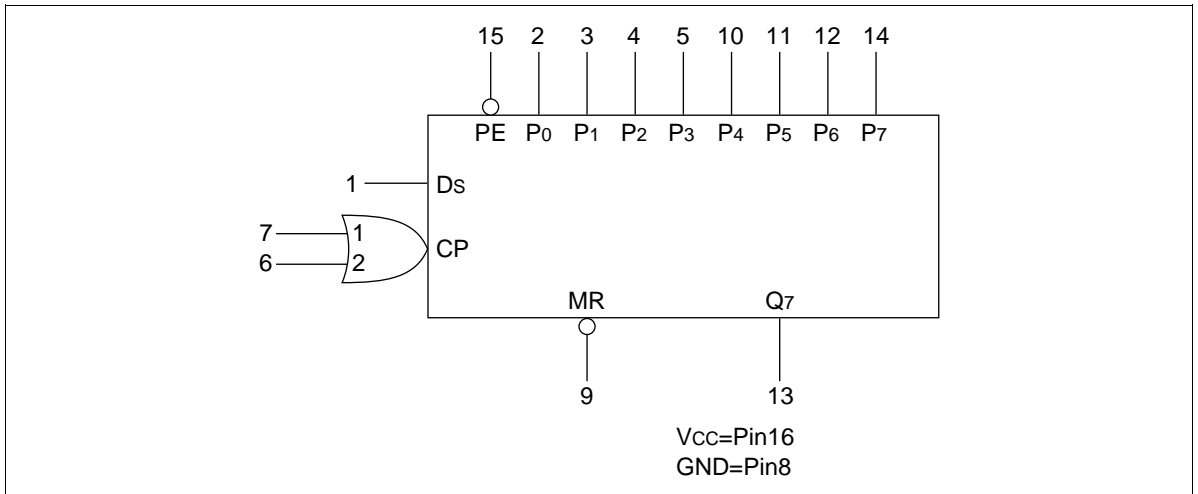 15 2 3 4 5 10 11 12 14
PE P0 P1 P2 P3 P4 P5 P6 P7
1 DS
7 1
CP
6 2
MR Q7
9 13
VCC=Pin16
GND=Pin8